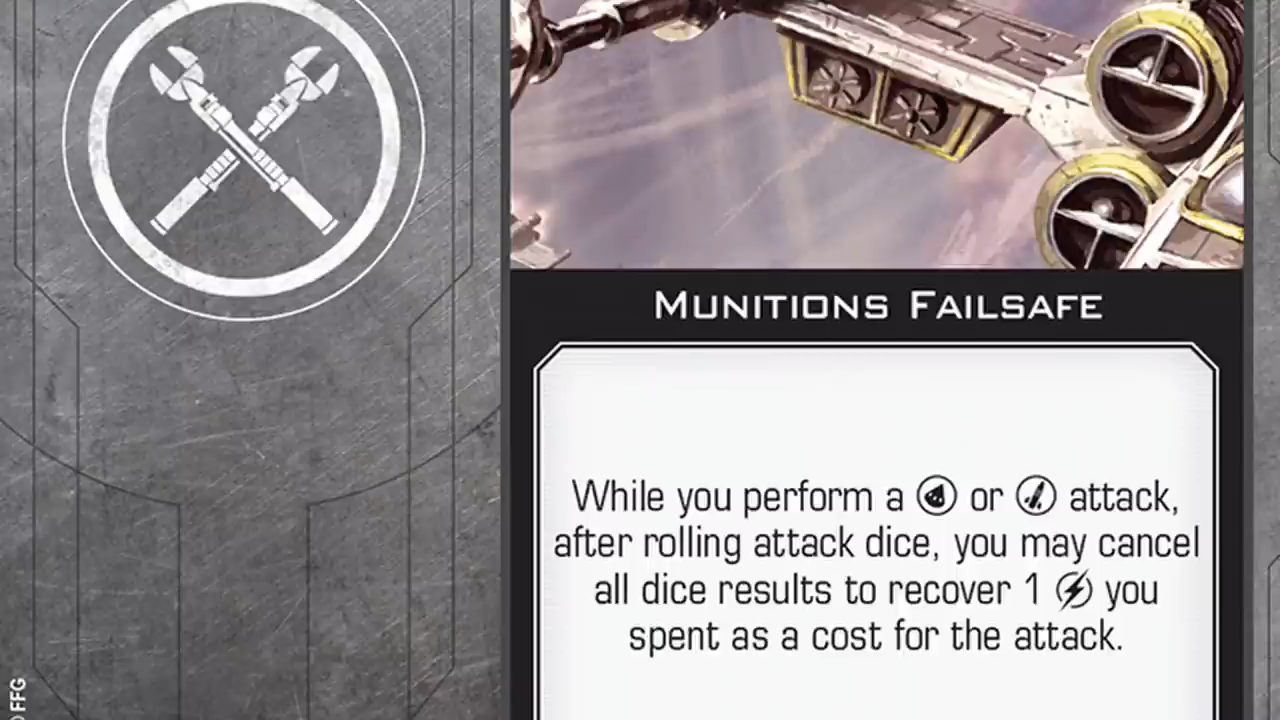 MUNITIONS FAILSAFE
While you perform a or attack,
after rolling attack dice, you may cancel
all dice results to recover 1 you
spent as a cost for the attack.
FFG